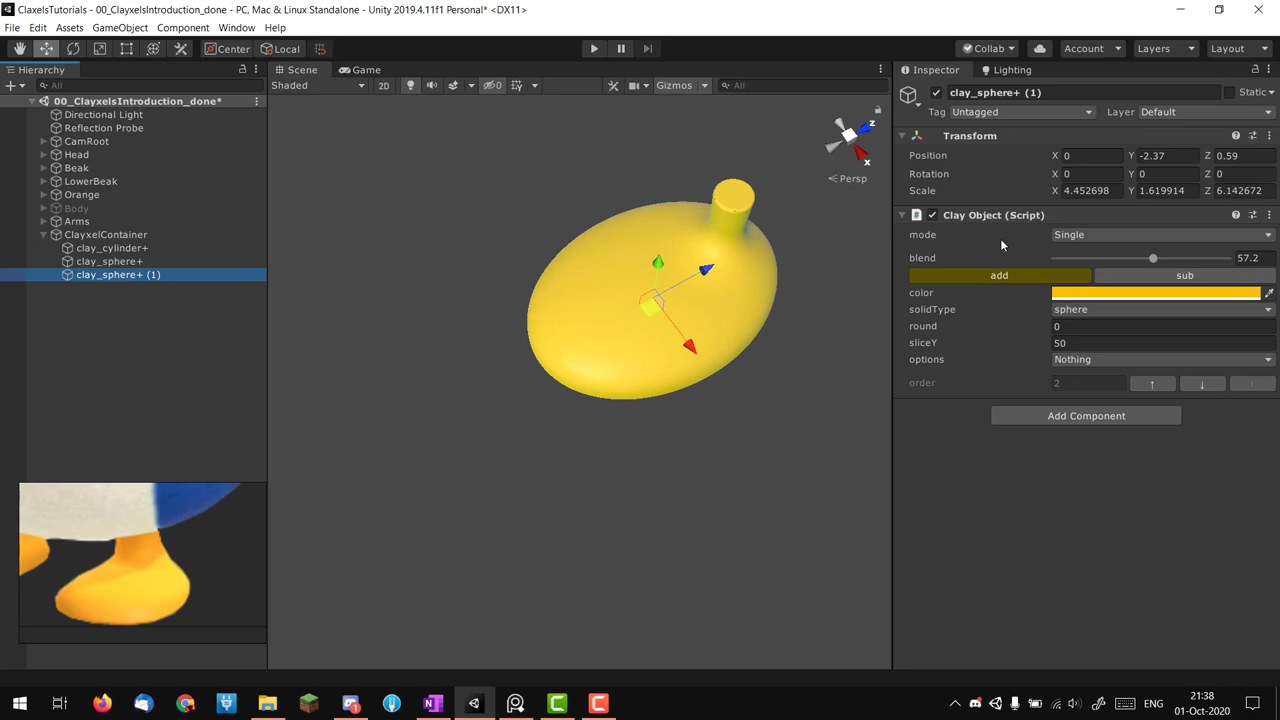 ClaxelsTutorials - 00_ClayxelsIntroduction_done - PC, Mac & Linux Standalone - Unity 2019.4.11f1 Personal* <DX11>
File Edit Assets GameObject Component Window Help
Center Local Collab Account Layers Layout
Hierarchy
All
00_ClayxelsIntroduction_done*
Directional Light
Reflection Probe
CamRoot
Head
Beak
LowerBeak
Orange
Body
Arms
ClayxelContainer
clay_cylinder+
clay_sphere+
clay_sphere+ (1)
Scene Game
Shaded 2D 0 Gizmos All
z
x
Persp
Inspector Lighting
clay_sphere+ (1) Static
Tag Untagged Layer Default
Transform
Position X 0 Y -2.37 Z 0.59
Rotation X 0 Y 0 Z 0
Scale X 4.452698 Y 1.619914 Z 6.142672
Clay Object (Script)
mode Single
blend 57.2
add sub
color
solidType sphere
round 0
sliceY 50
options Nothing
order 2 ↑ ↓
Add Component
ENG
21:38
01-Oct-2020